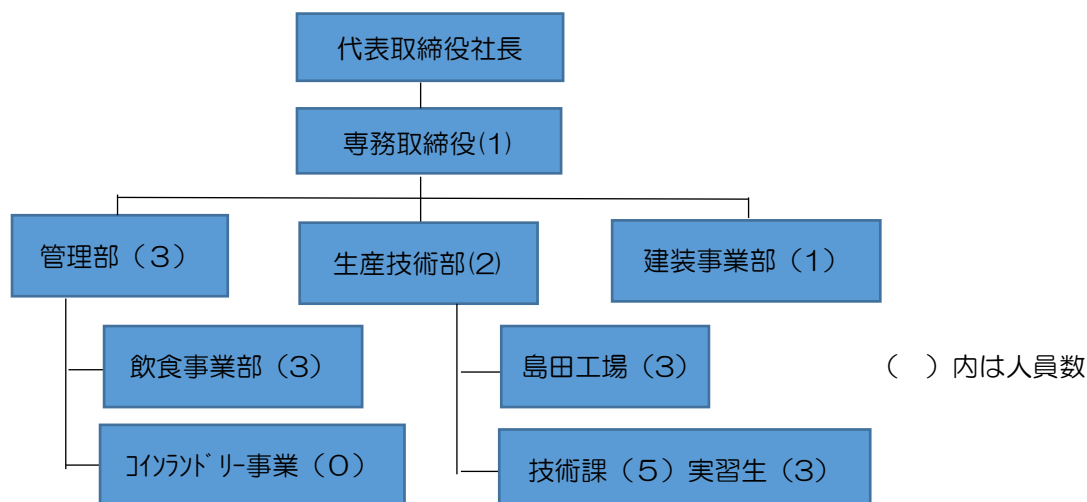 代表取締役社長
専務取締役(1)
管理部（３）
生産技術部(2)
建装事業部（１）
飲食事業部（３）
島田工場（３）
（　）内は人員数
ｺｲﾝﾗﾝﾄﾞﾘｰ事業（０）
技術課（５）実習生（３）